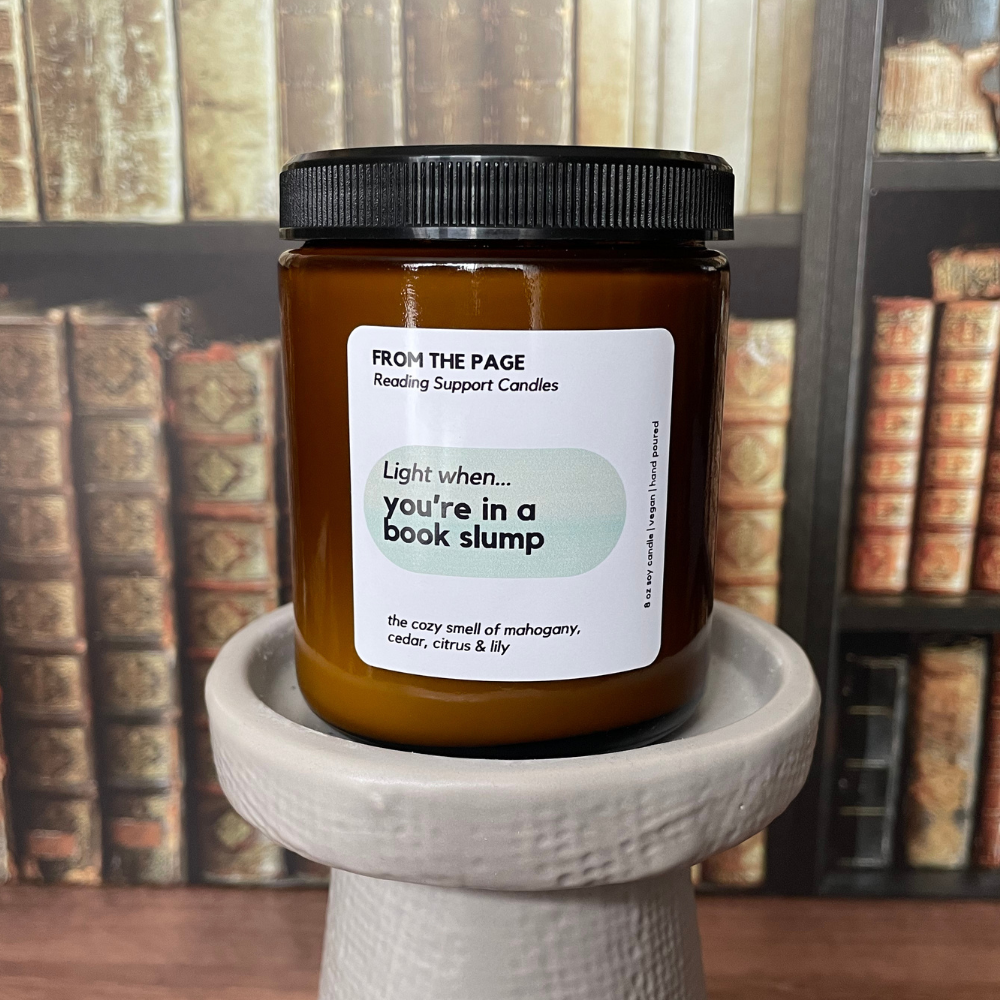 FROM THE PAGE
Reading Support Candles
Light when...
you're in a
book slump
the cozy smell of mahogany,
cedar, citrus & lily
8 oz soy candle | vegan | hand poured